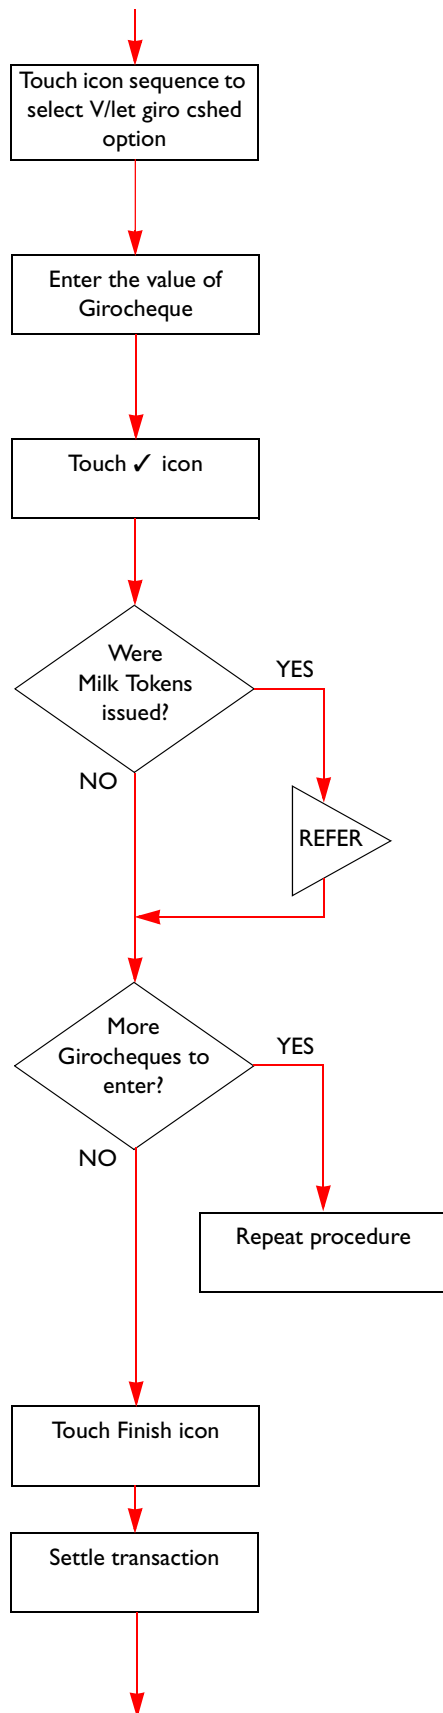 Touch icon sequence to
select V/let giro cshed
option
Enter the value of
Girocheque
Touch ✓ icon
Were
Milk Tokens
issued?
YES
NO
REFER
More
Girocheques to
enter?
YES
NO
Repeat procedure
Touch Finish icon
Settle transaction